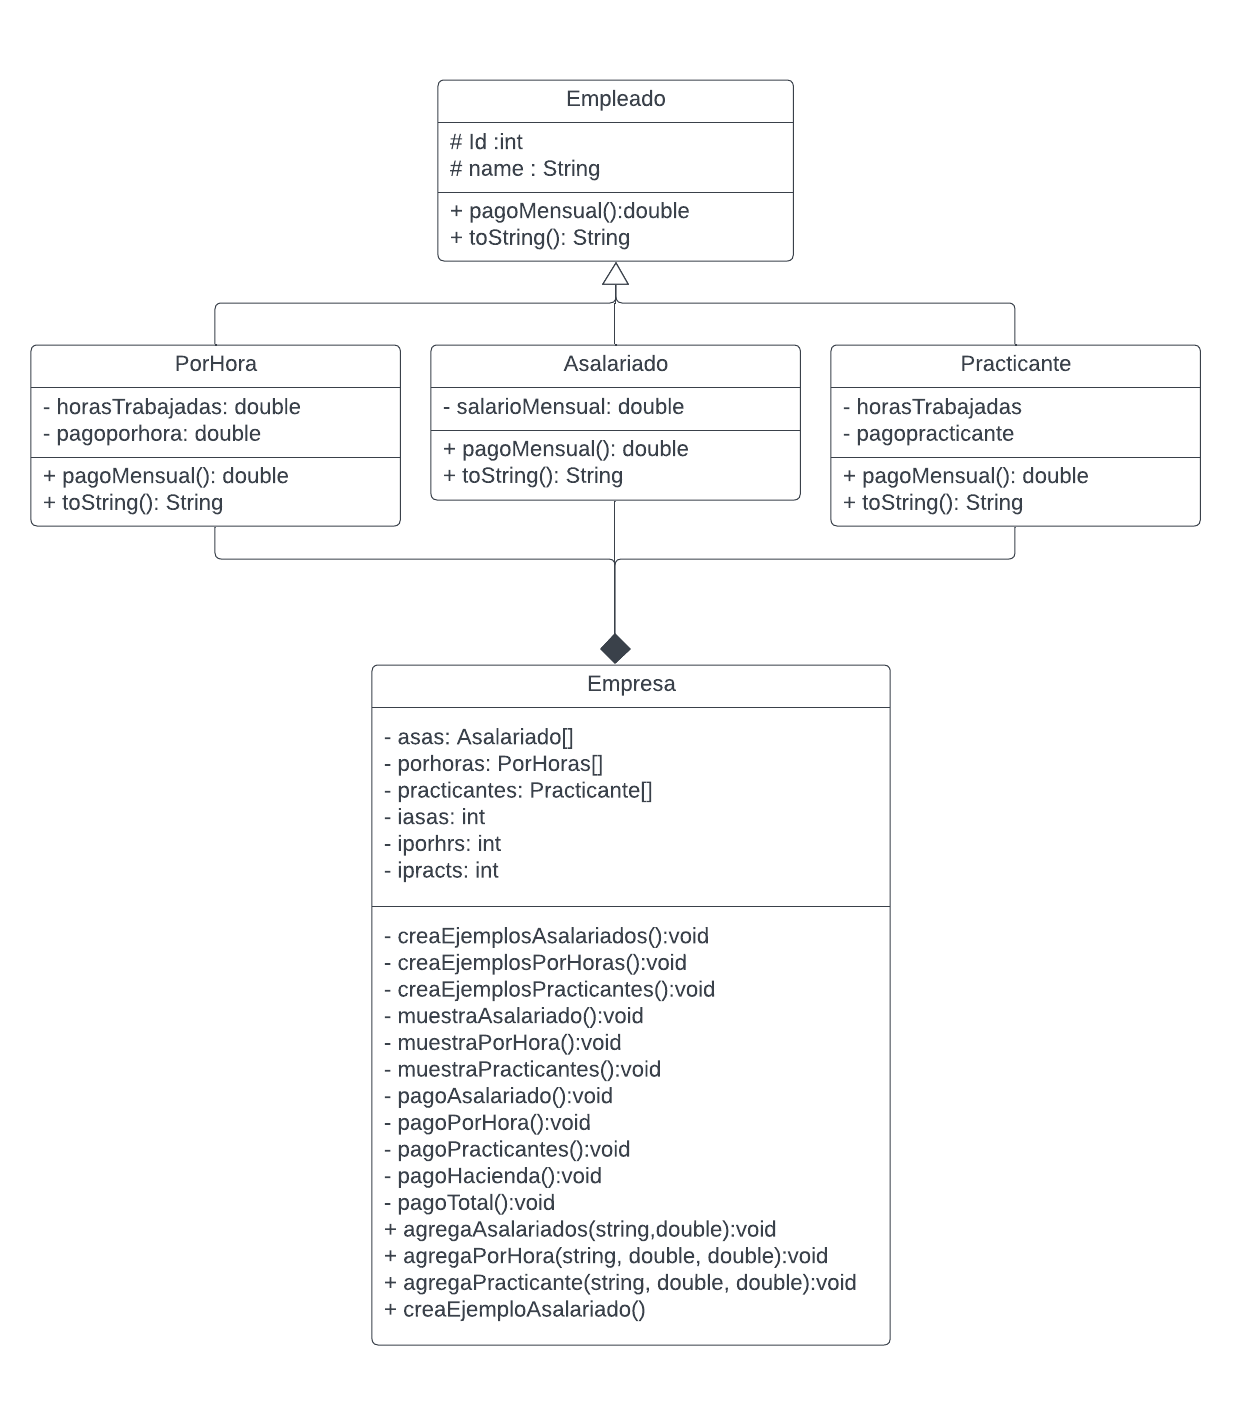 Empleado
# Id :int
# name : String
+ pagoMensual():double
+ toString(): String
PorHora
- horasTrabajadas: double
- pagoporhora: double
+ pagoMensual(): double
+ toString(): String
Asalariado
- salarioMensual: double
+ pagoMensual(): double
+ toString(): String
Practicante
- horasTrabajadas
- pagopracticante
+ pagoMensual(): double
+ toString(): String
Empresa
- asas: Asalariado[]
- porhoras: PorHoras[]
- practicantes: Practicante[]
- iasas: int
- iporhrs: int
- ipracts: int
- creaEjemplosAsalariados():void
- creaEjemplosPorHoras():void
- creaEjemplosPracticantes():void
- muestraAsalariado():void
- muestraPorHora():void
- muestraPracticantes():void
- pagoAsalariado():void
- pagoPorHora():void
- pagoPracticantes():void
- pagoHacienda():void
- pagoTotal():void
+ agregaAsalariados(string,double):void
+ agregaPorHora(string, double, double):void
+ agregaPracticante(string, double, double):void
+ creaEjemploAsalariado()